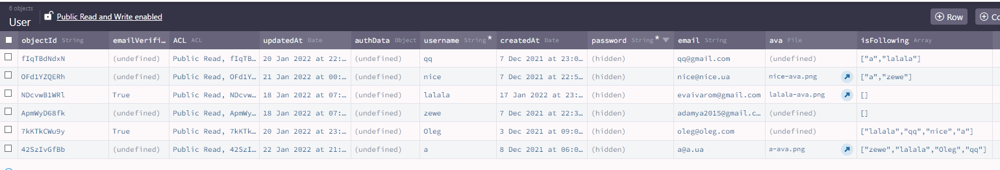 6 objects
User
Public Read and Write enabled
Row
Co
objectId String emailVerifi... ACL ACL updatedAt Date authData Object username String* createdAt Date password String* email String ava File isFollowing Array
fIqTBdNdxN (undefined) Public Read, fIqTB... 20 Jan 2022 at 22:... (undefined) qq 7 Dec 2021 at 23:0... (hidden) qq@gmail.com (undefined) ["a","lalala"]
OFd1YZQERh (undefined) Public Read, OFd1Y... 21 Jan 2022 at 00:... (undefined) nice 7 Dec 2021 at 22:5... (hidden) nice@nice.ua nice-ava.png ["a","zewe"]
NDcvwB1WRl True Public Read, NDcvw... 18 Jan 2022 at 07:... (undefined) lalala 17 Jan 2022 at 23:... (hidden) evaivarom@gmail.com lalala-ava.png []
ApmWyD68fk (undefined) Public Read, ApmWy... 18 Jan 2022 at 07:... (undefined) zewe 7 Dec 2021 at 22:3... (hidden) adamya2015@gmail.c... (undefined) []
7kKTkCWu9y True Public Read, 7kKTk... 20 Jan 2022 at 23:... (undefined) Oleg 3 Dec 2021 at 09:0... (hidden) oleg@oleg.com (undefined) ["lalala","qq","nice","a"]
42SzIvGfBb (undefined) Public Read, 42SzI... 22 Jan 2022 at 21:... (undefined) a 8 Dec 2021 at 06:0... (hidden) a@a.ua a-ava.png ["zewe","lalala","Oleg","qq"]